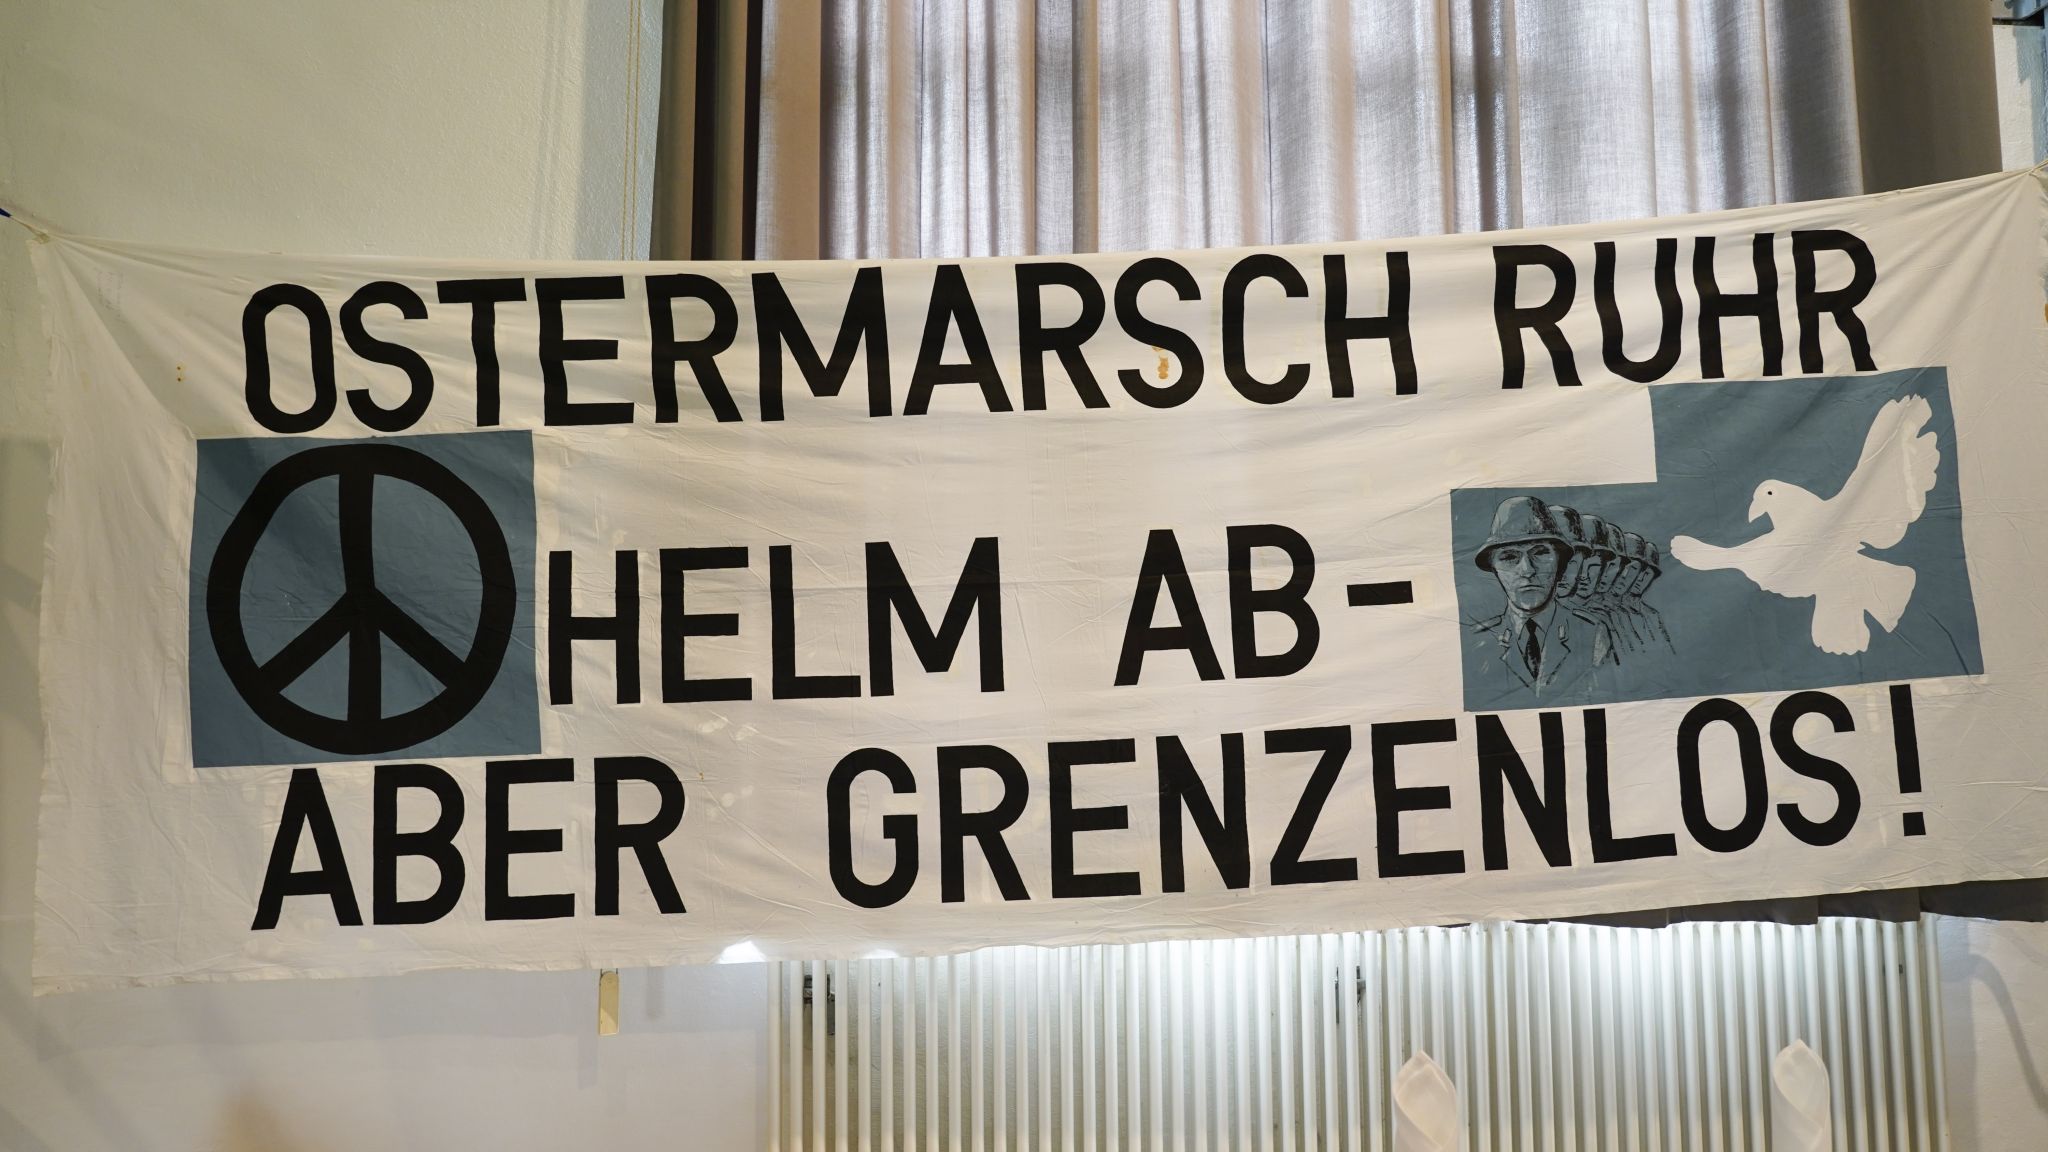 OSTERMARSCH RUHR
HELM AB-
ABER GRENZENLOS!